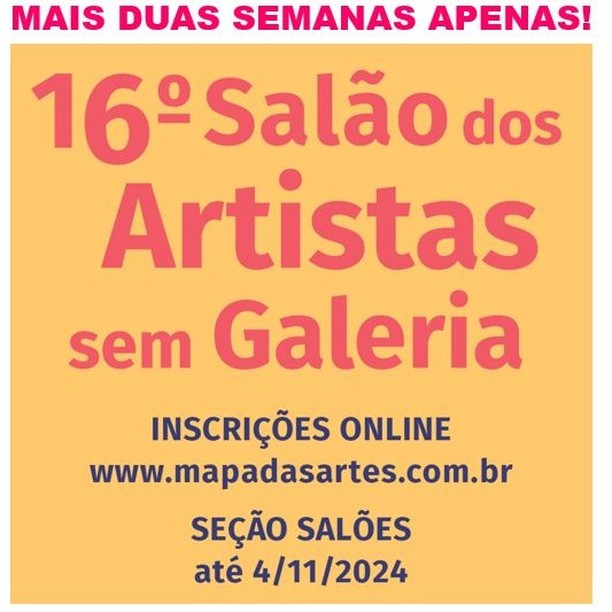 MAIS DUAS SEMANAS APENAS!
16º Salão dos
Artistas
sem Galeria
INSCRIÇÕES ONLINE
www.mapadasartes.com.br
SEÇÃO SALÕES
até 4/11/2024